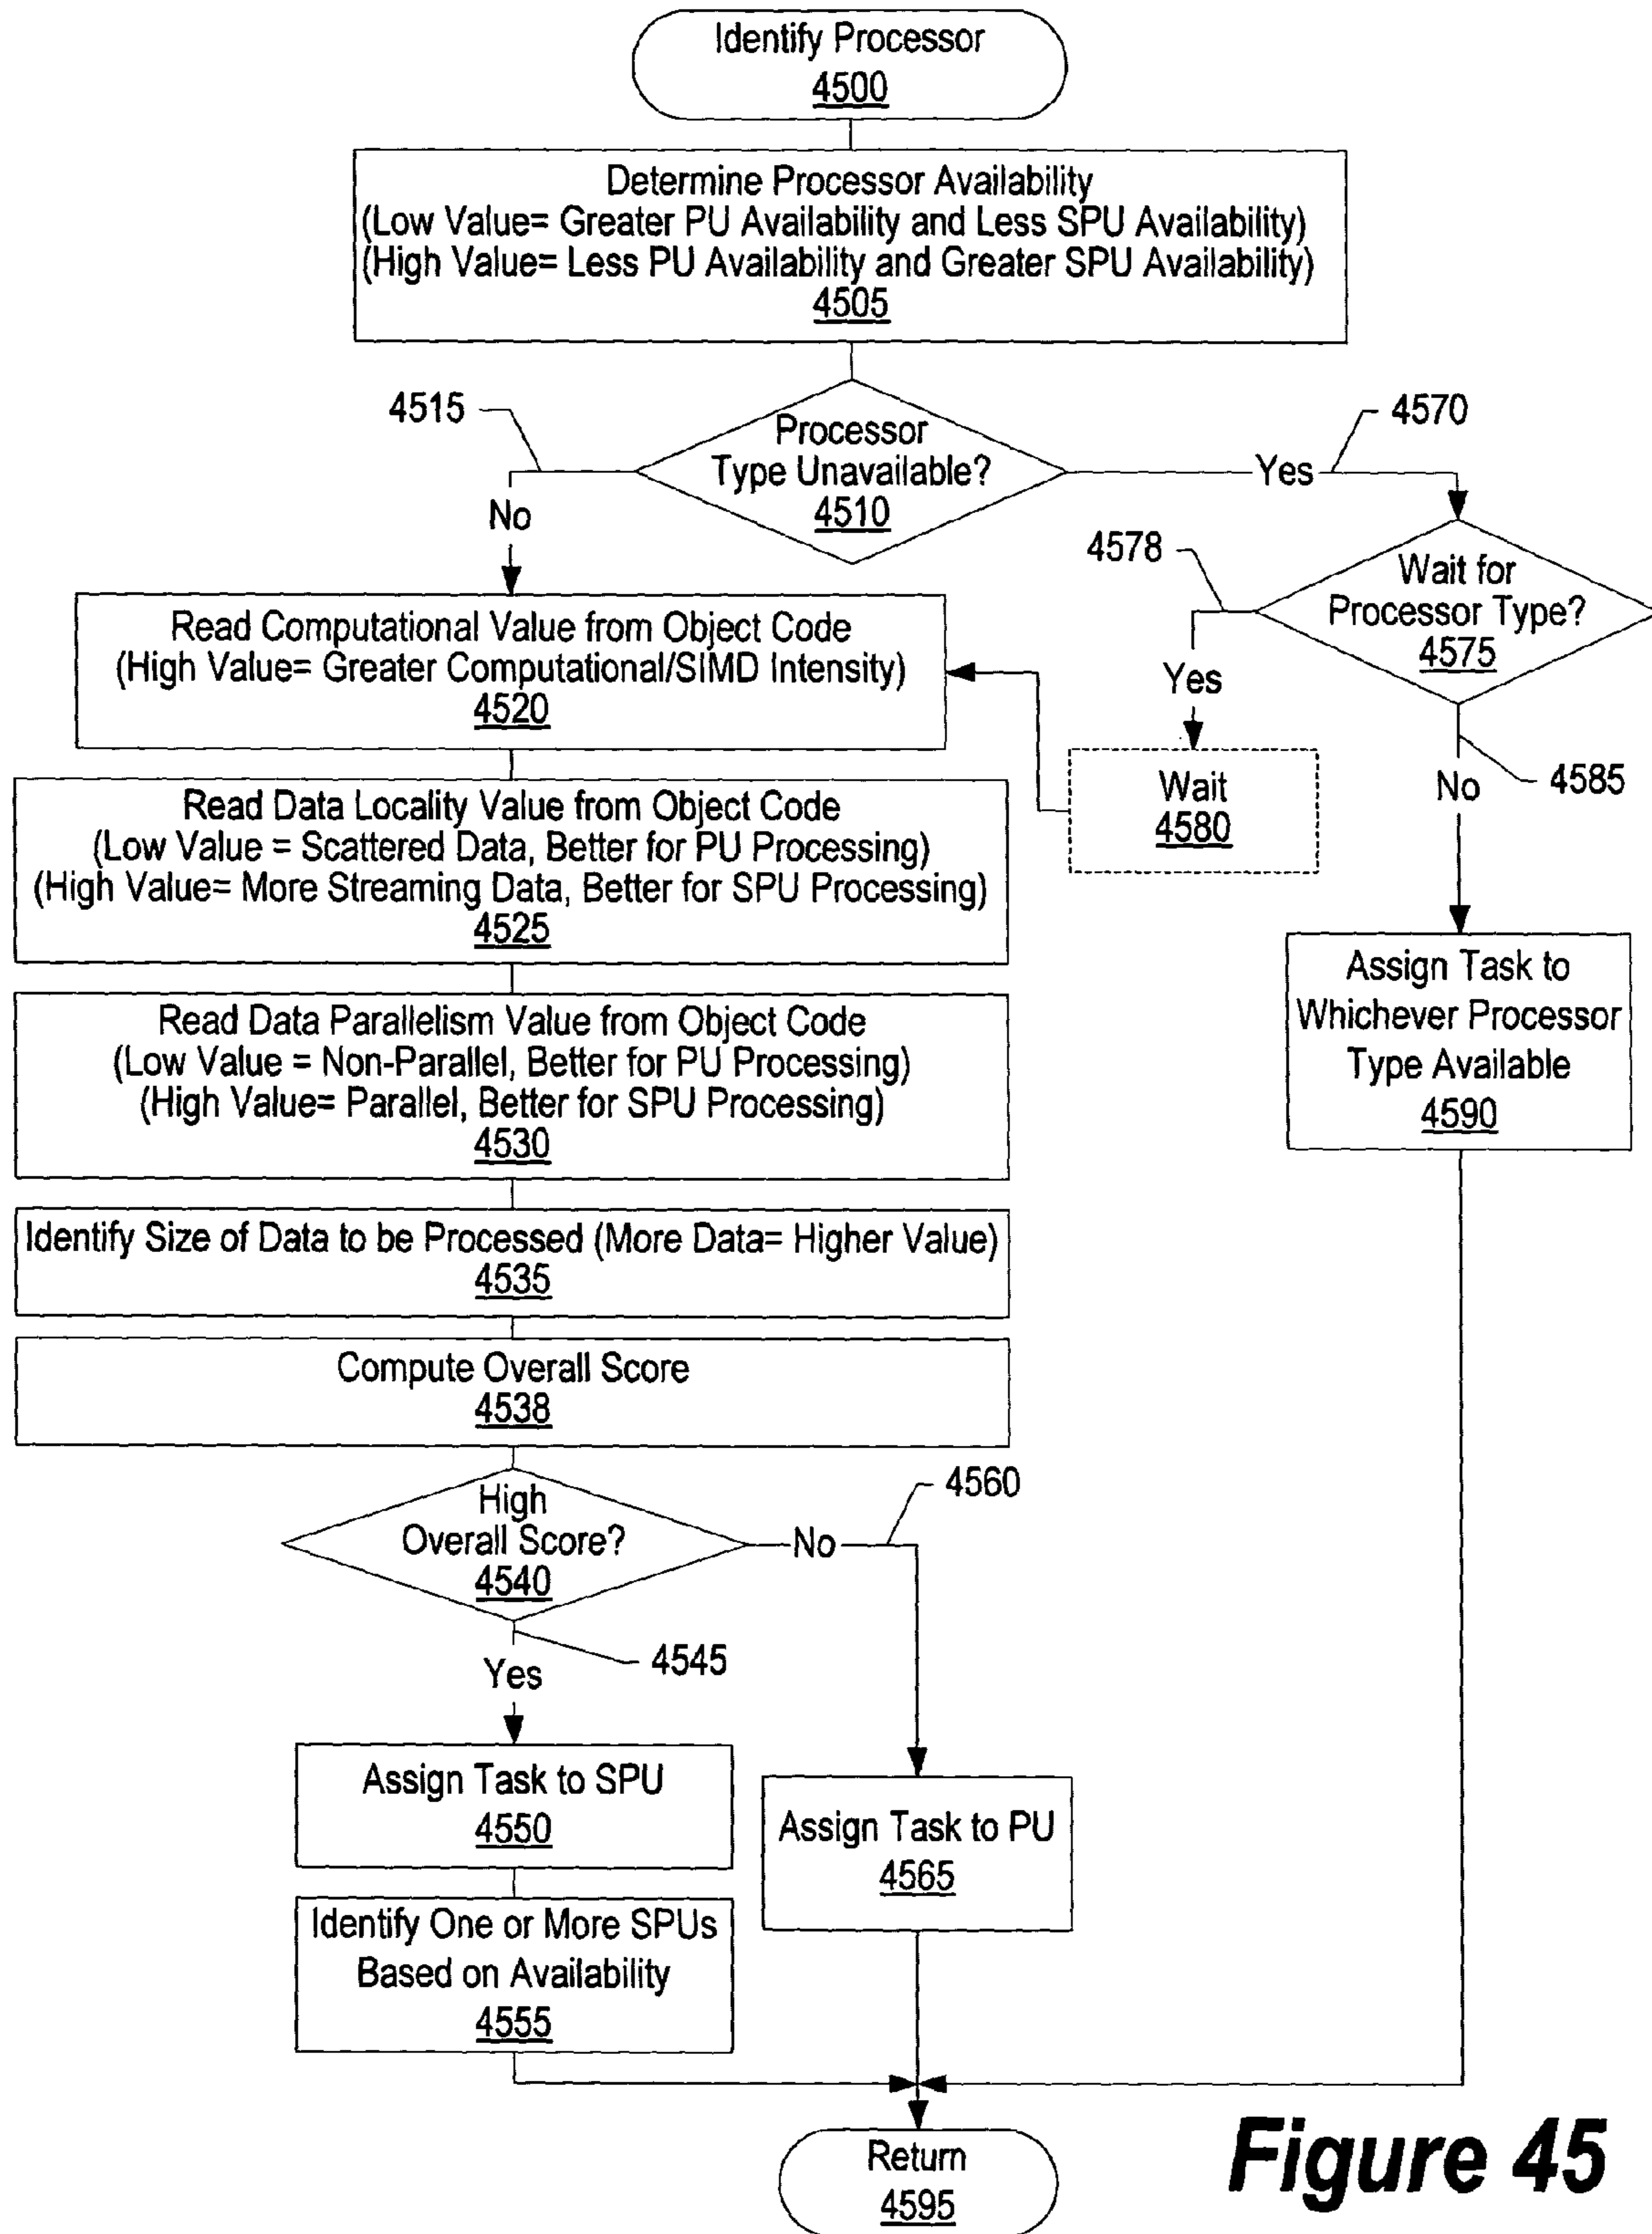 Identify Processor
4500
Determine Processor Availability
(Low Value= Greater PU Availability and Less SPU Availability)
(High Value= Less PU Availability and Greater SPU Availability)
4505
4515
Processor
Type Unavailable?
4510
Yes
4570
No
4578
Wait for
Processor Type?
4575
Yes
Read Computational Value from Object Code
(High Value= Greater Computational/SIMD Intensity)
4520
Wait
4580
No
4585
Read Data Locality Value from Object Code
(Low Value = Scattered Data, Better for PU Processing)
(High Value= More Streaming Data, Better for SPU Processing)
4525
Assign Task to
Whichever Processor
Type Available
4590
Read Data Parallelism Value from Object Code
(Low Value = Non-Parallel, Better for PU Processing)
(High Value= Parallel, Better for SPU Processing)
4530
Identify Size of Data to be Processed (More Data= Higher Value)
4535
Compute Overall Score
4538
High
Overall Score?
4540
No
4560
Yes
4545
Assign Task to SPU
4550
Assign Task to PU
4565
Identify One or More SPUs
Based on Availability
4555
Return
4595
Figure 45